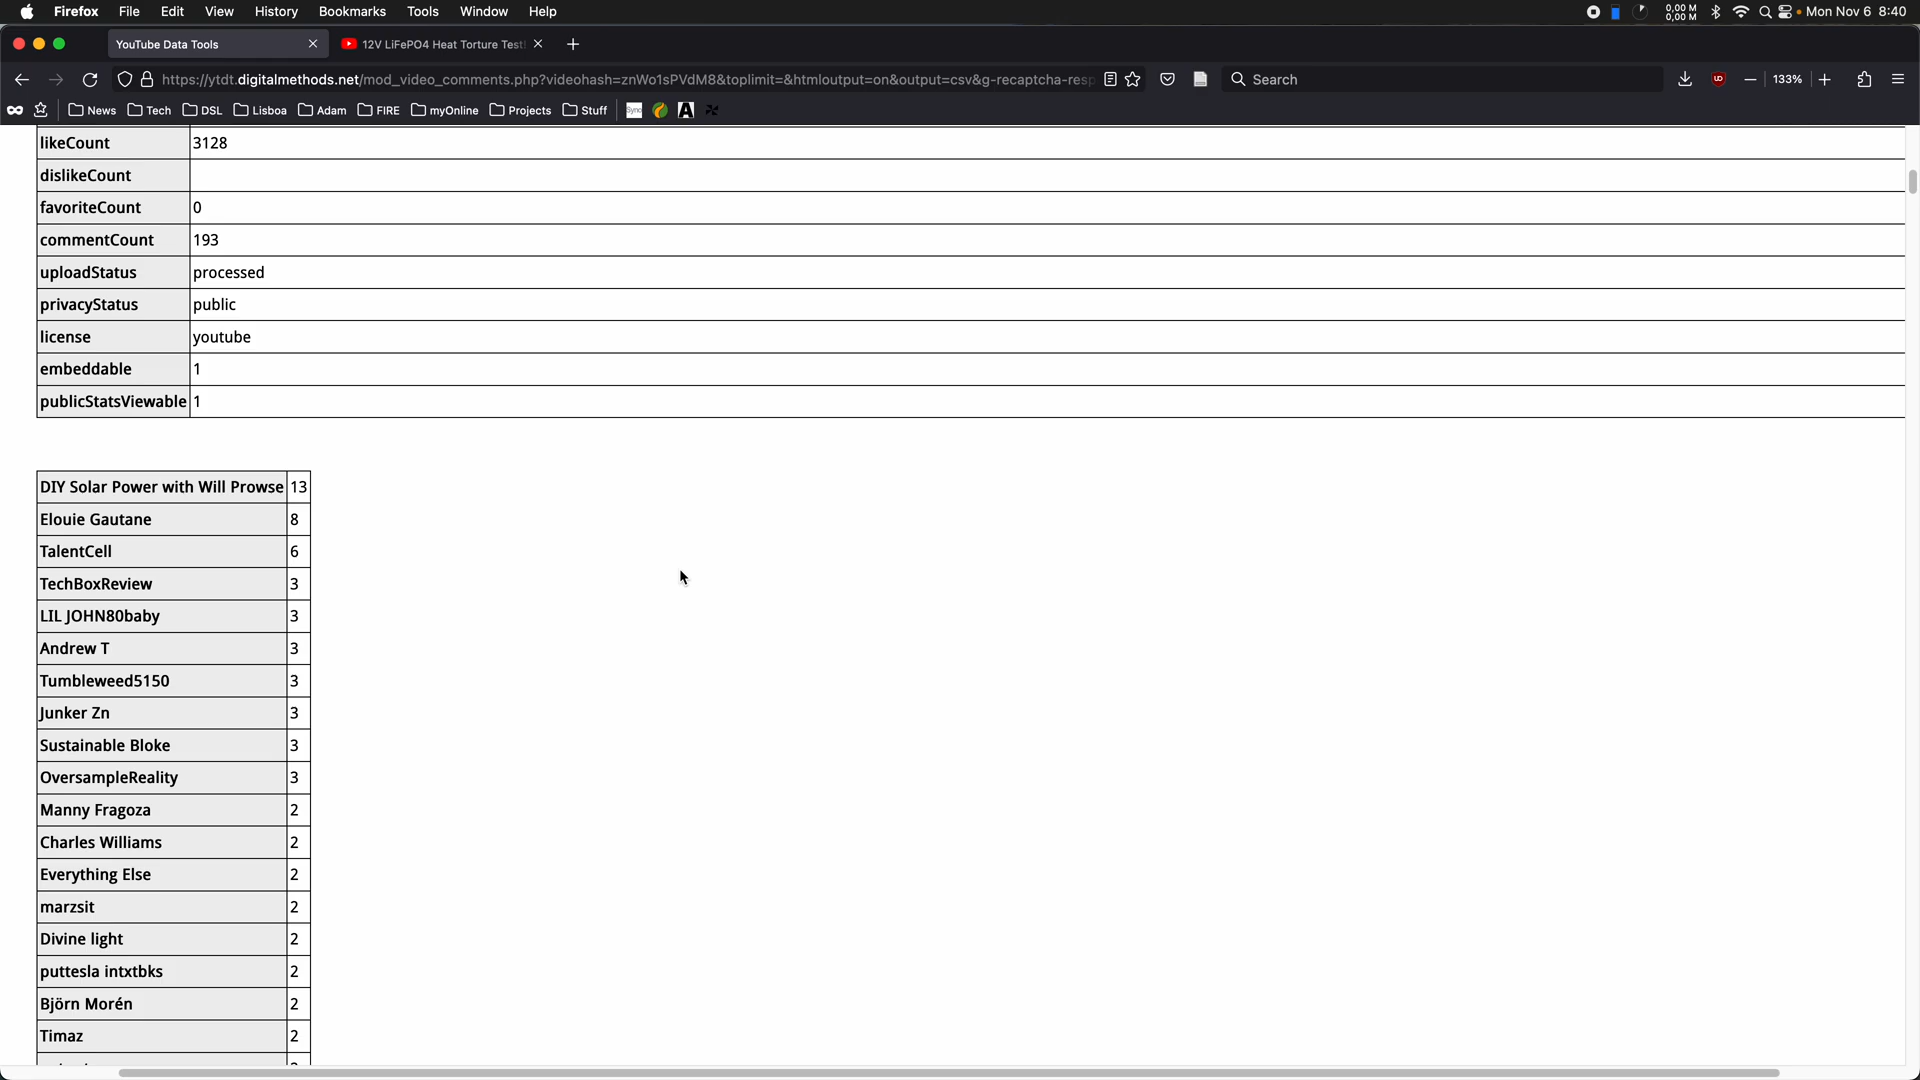 Firefox File Edit View History Bookmarks Tools Window Help 0,00 M 0,00 M Mon Nov 6 8:40
YouTube Data Tools 12V LiFePO4 Heat Torture Test!
https://ytdt.digitalmethods.net/mod_video_comments.php?videohash=znWo1sPVdM8&toplimit=&htmloutput=on&output=csv&g-recaptcha-resp Search 133%
News Tech DSL Lisboa Adam FIRE myOnline Projects Stuff
likeCount 3128
dislikeCount
favoriteCount 0
commentCount 193
uploadStatus processed
privacyStatus public
license youtube
embeddable 1
publicStatsViewable 1
DIY Solar Power with Will Prowse 13
Elouie Gautane 8
TalentCell 6
TechBoxReview 3
LIL JOHN80baby 3
Andrew T 3
Tumbleweed5150 3
Junker Zn 3
Sustainable Bloke 3
OversampleReality 3
Manny Fragoza 2
Charles Williams 2
Everything Else 2
marzsit 2
Divine light 2
puttesla intxtbks 2
Björn Morén 2
Timaz 2